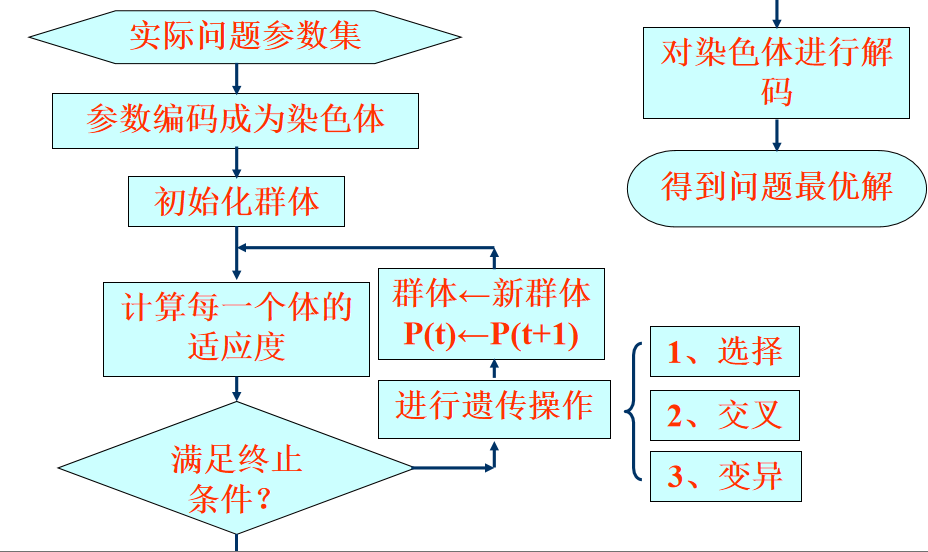 实际问题参数集
参数编码成为染色体
初始化群体
计算每一个体的
适应度
满足终止
条件？
群体←新群体
P(t)←P(t+1)
进行遗传操作
1、选择
2、交叉
3、变异
对染色体进行解
码
得到问题最优解